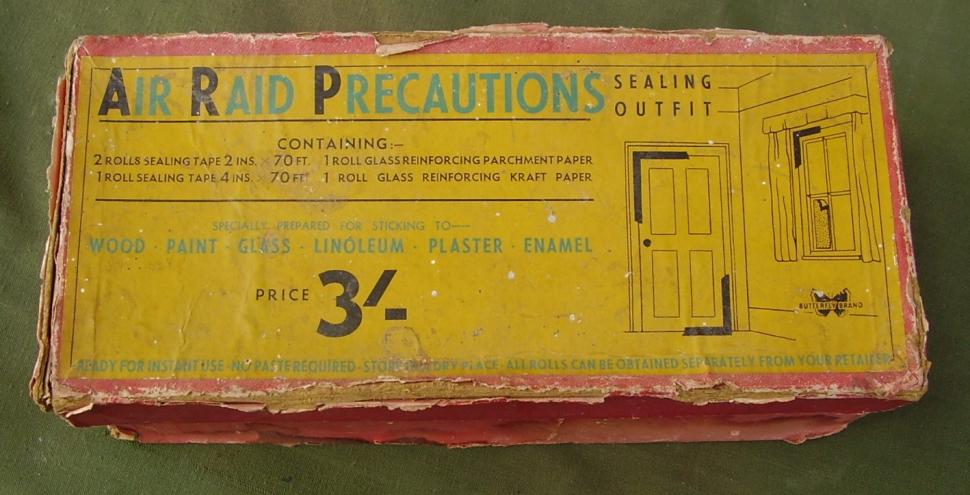 AIR RAID PRECAUTIONS SEALING OUTFIT
CONTAINING:-
2 ROLLS SEALING TAPE 2 INS. × 70 FT. 1 ROLL GLASS REINFORCING PARCHMENT PAPER
1 ROLL SEALING TAPE 4 INS. × 70 FT. 1 ROLL GLASS REINFORCING KRAFT PAPER
SPECIALLY PREPARED FOR STICKING TO—
WOOD · PAINT · GLASS · LINOLEUM · PLASTER · ENAMEL
PRICE 3/-
BUTTERFLY BRAND
READY FOR INSTANT USE · NO PASTE REQUIRED · STORE IN DRY PLACE · ALL ROLLS CAN BE OBTAINED SEPARATELY FROM YOUR RETAILER